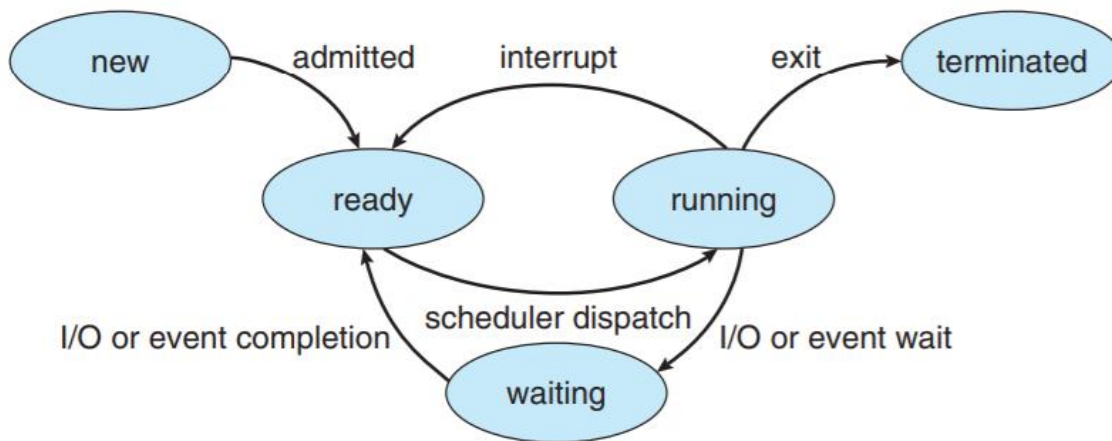 new
admitted
interrupt
exit
terminated
ready
running
scheduler dispatch
I/O or event completion
I/O or event wait
waiting